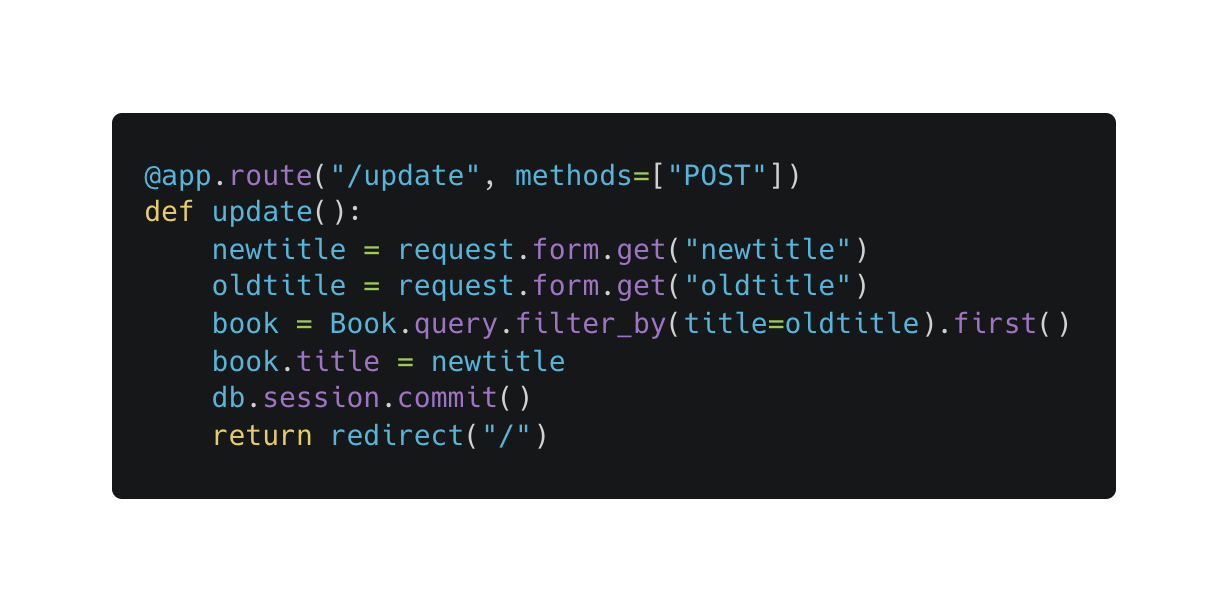 @app.route("/update", methods=["POST"])
def update():
    newtitle = request.form.get("newtitle")
    oldtitle = request.form.get("oldtitle")
    book = Book.query.filter_by(title=oldtitle).first()
    book.title = newtitle
    db.session.commit()
    return redirect("/")